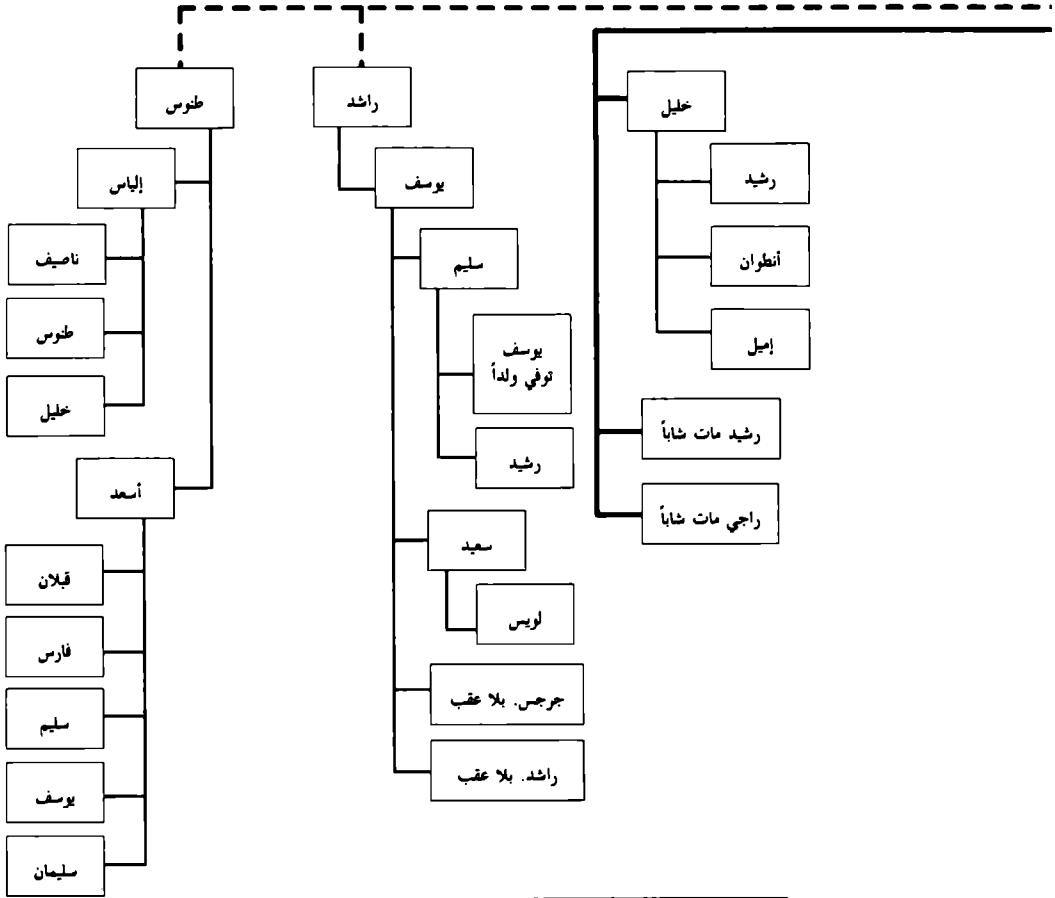 خليل
رشيد
أنطوان
إميل
رشيد مات شاباً
راجي مات شاباً
راشد
يوسف
سليم
يوسف
توفي ولداً
رشيد
سعيد
لويس
جرجس. بلا عقب
راشد. بلا عقب
طنوس
إلياس
ناصيف
طنوس
خليل
أسعد
قبلان
فارس
سليم
يوسف
سليمان